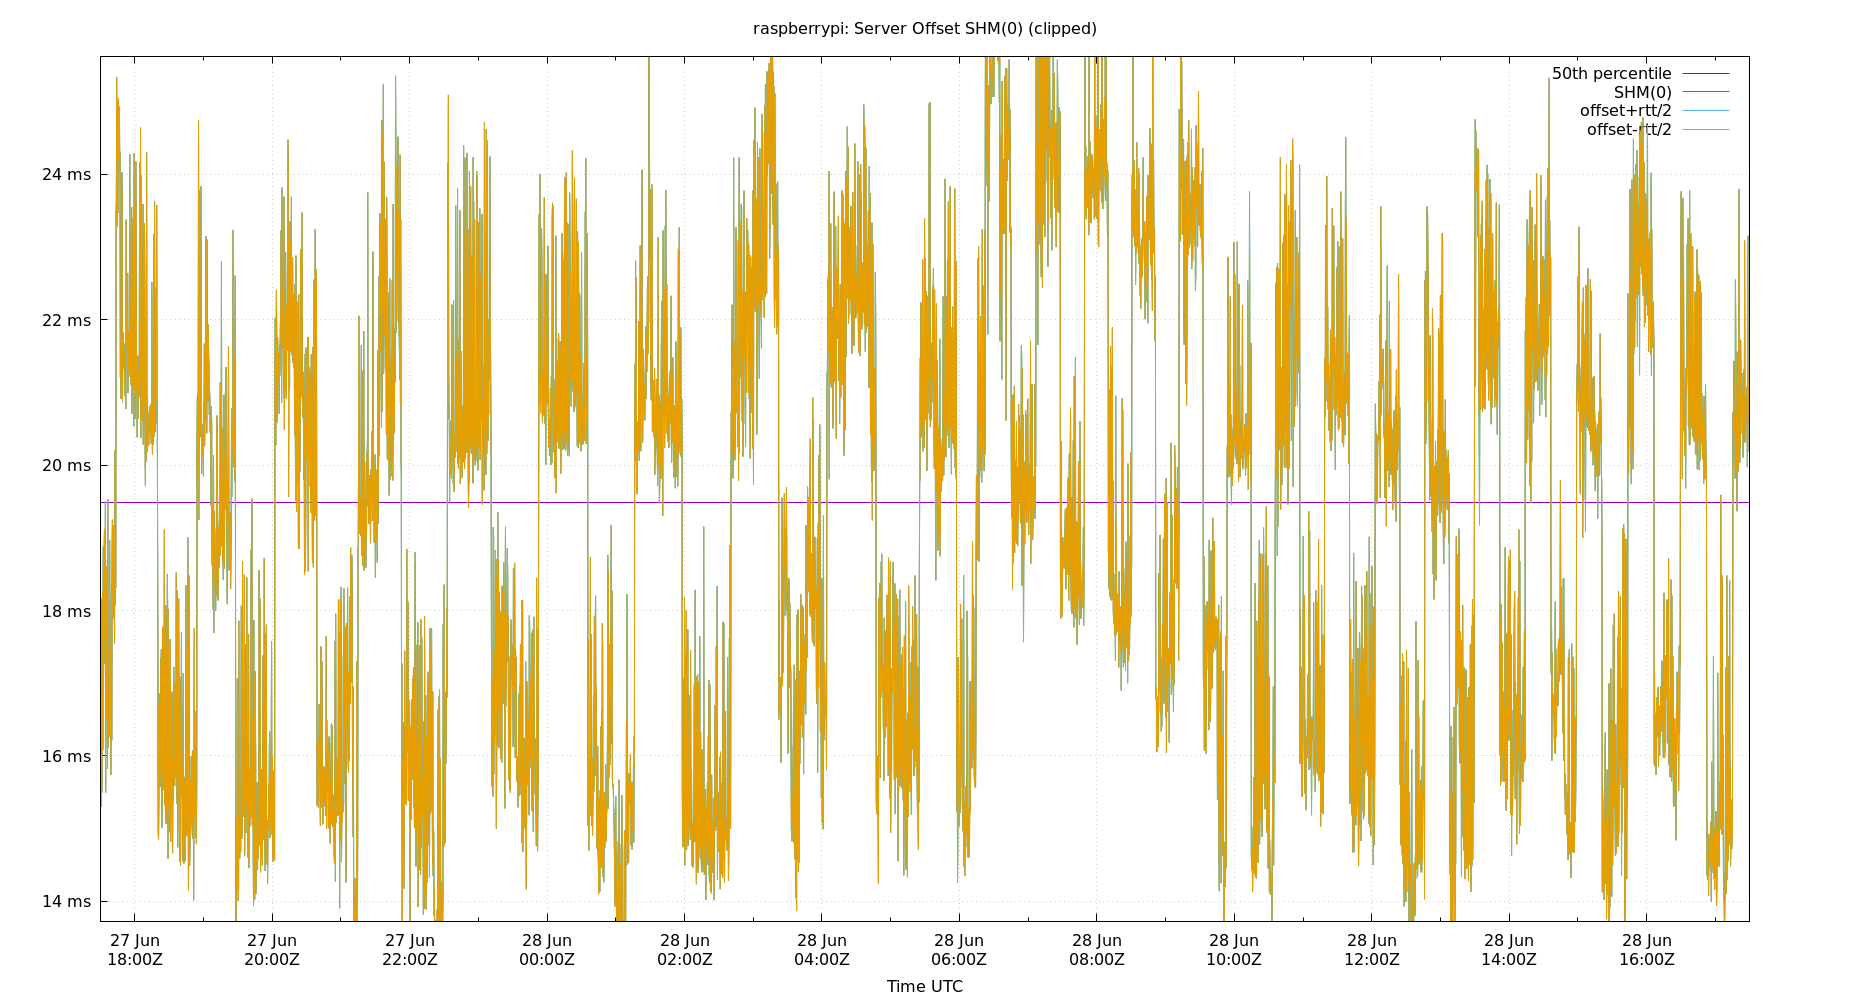 raspberrypi: Server Offset SHM(0) (clipped)
50th percentile
SHM(0)
offset+rtt/2
offset-rtt/2
24 ms
22 ms
20 ms
18 ms
16 ms
14 ms
27 Jun 27 Jun 27 Jun 28 Jun 28 Jun 28 Jun 28 Jun 28 Jun 28 Jun 28 Jun 28 Jun 28 Jun
18:00Z 20:00Z 22:00Z 00:00Z 02:00Z 04:00Z 06:00Z 08:00Z 10:00Z 12:00Z 14:00Z 16:00Z
Time UTC